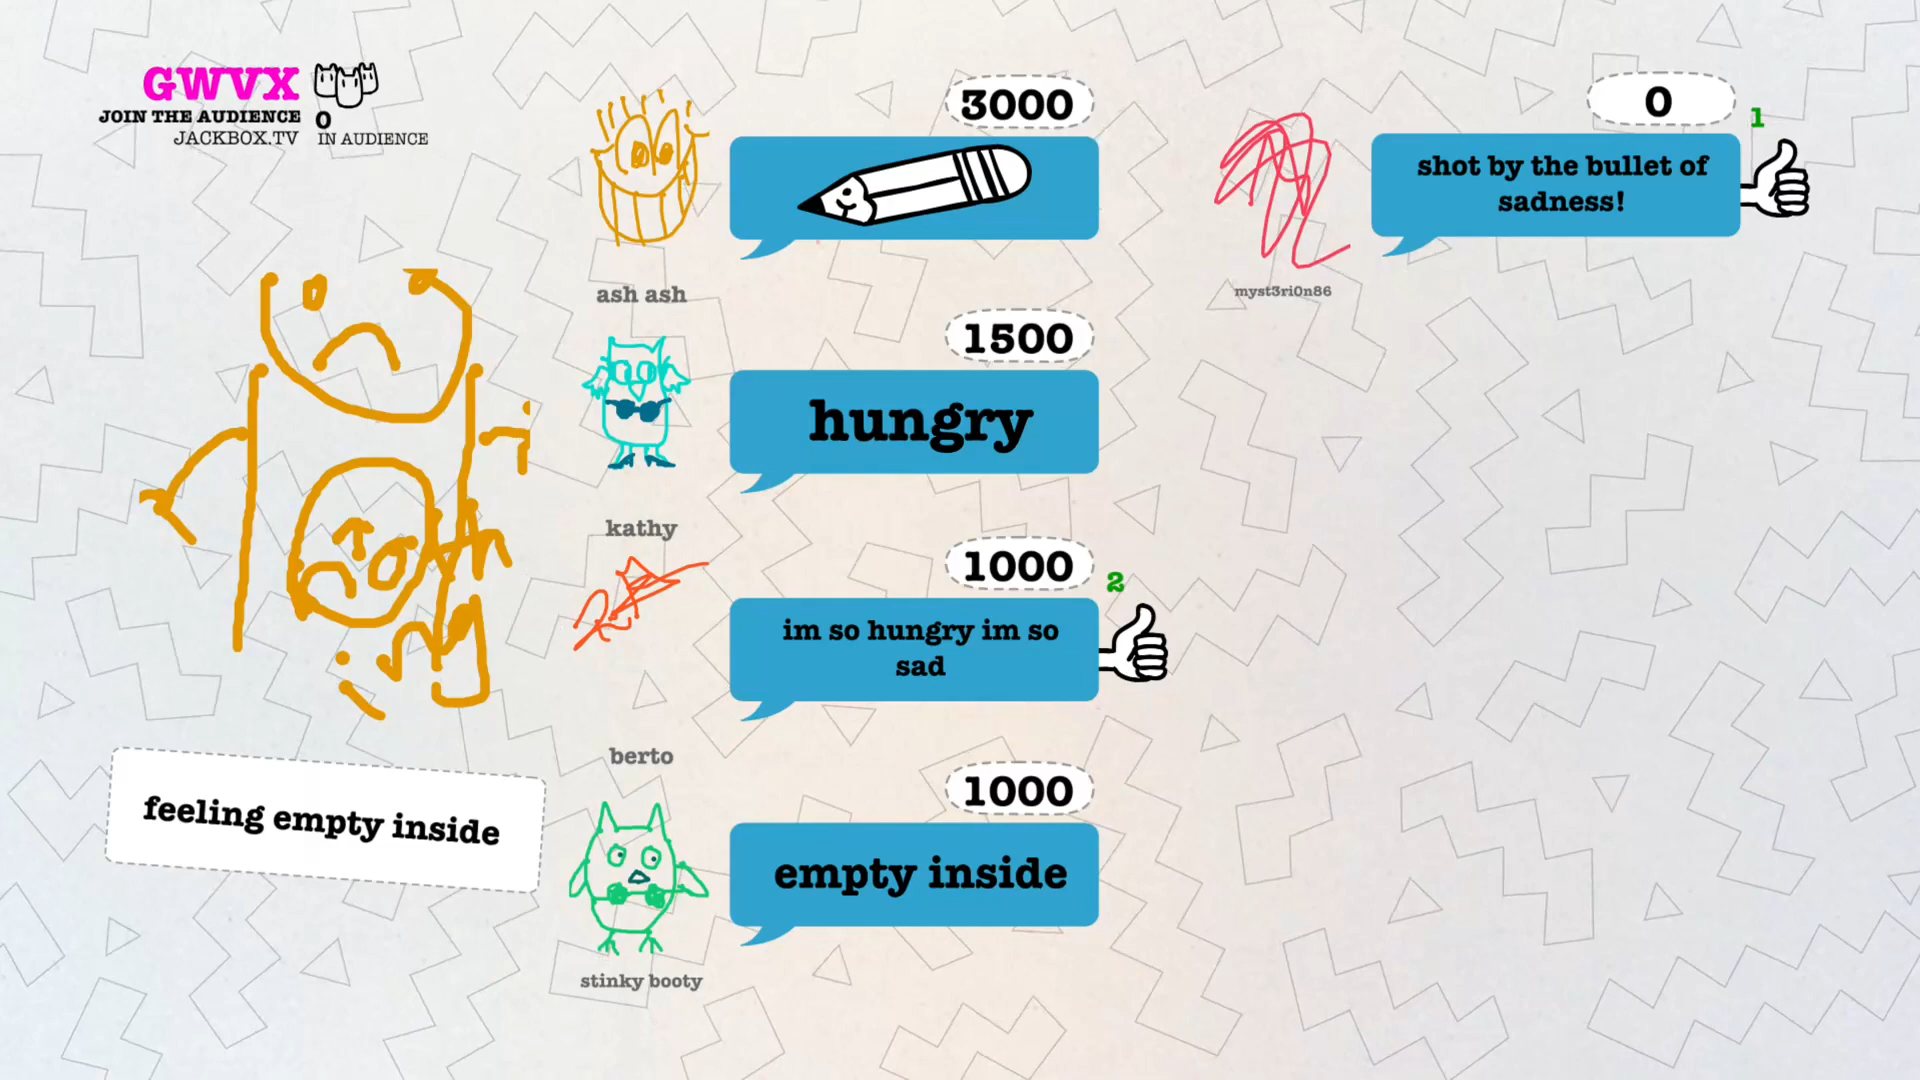 GWVX
JOIN THE AUDIENCE
JACKBOX.TV
0
IN AUDIENCE
feeling empty inside
3000
ash ash
1500
hungry
kathy
1000
2
im so hungry im so
sad
berto
1000
empty inside
stinky booty
0
1
shot by the bullet of
sadness!
myst3ri0n86